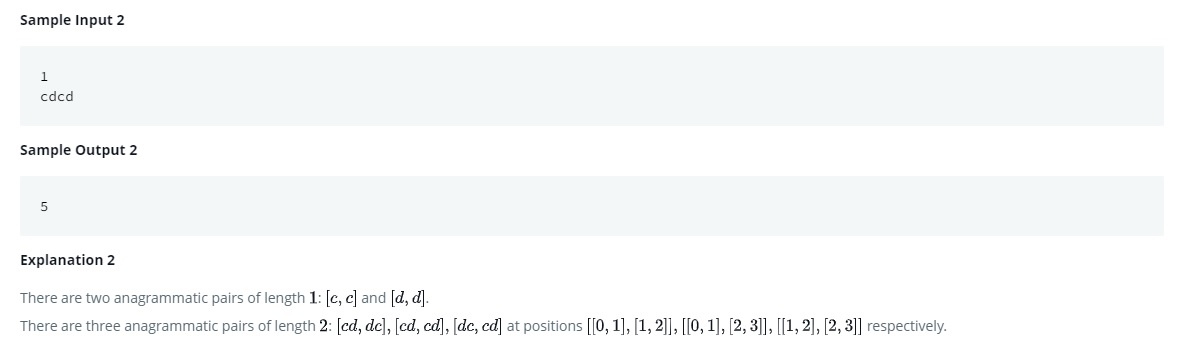 Sample Input 2
1
cdcd
Sample Output 2
5
Explanation 2
There are two anagrammatic pairs of length 1: [c, c] and [d, d].
There are three anagrammatic pairs of length 2: [cd, dc], [cd, cd], [dc, cd] at positions [[0, 1], [1, 2]], [[0, 1], [2, 3]], [[1, 2], [2, 3]] respectively.